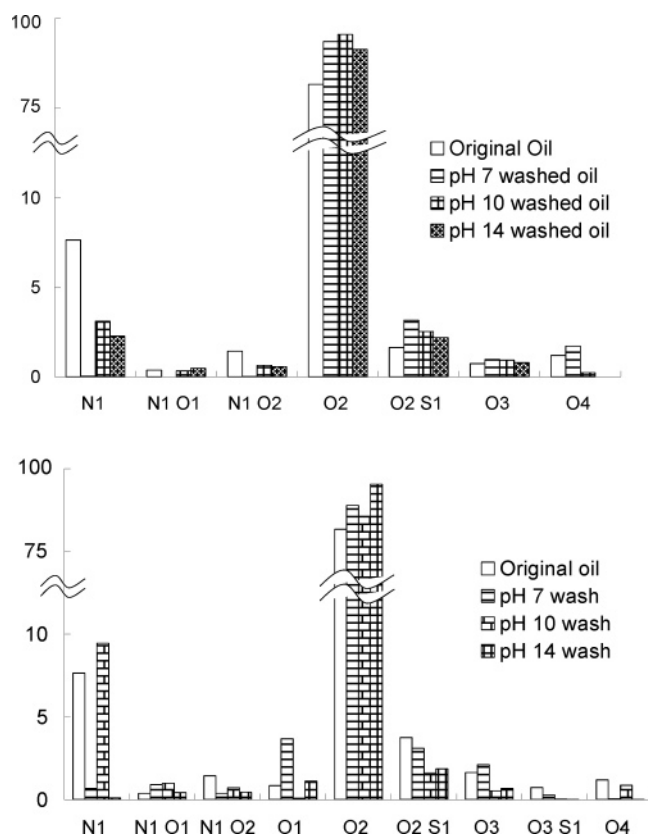 100
75
10
5
0
Original Oil
pH 7 washed oil
pH 10 washed oil
pH 14 washed oil
N1 N1 O1 N1 O2 O2 O2 S1 O3 O4
100
75
10
5
0
Original oil
pH 7 wash
pH 10 wash
pH 14 wash
N1 N1 O1 N1 O2 O1 O2 O2 S1 O3 O3 S1 O4